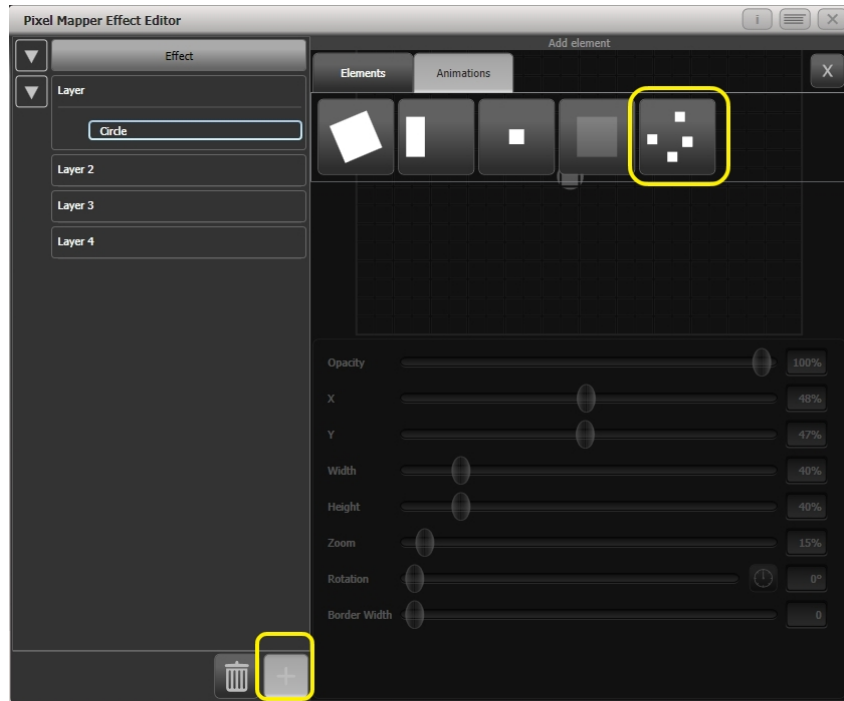 Pixel Mapper Effect Editor
i
X
Effect
Add element
Elements
Animations
X
Layer
Circle
Layer 2
Layer 3
Layer 4
Opacity 100%
X 48%
Y 47%
Width 40%
Height 40%
Zoom 15%
Rotation 0°
Border Width 0
+